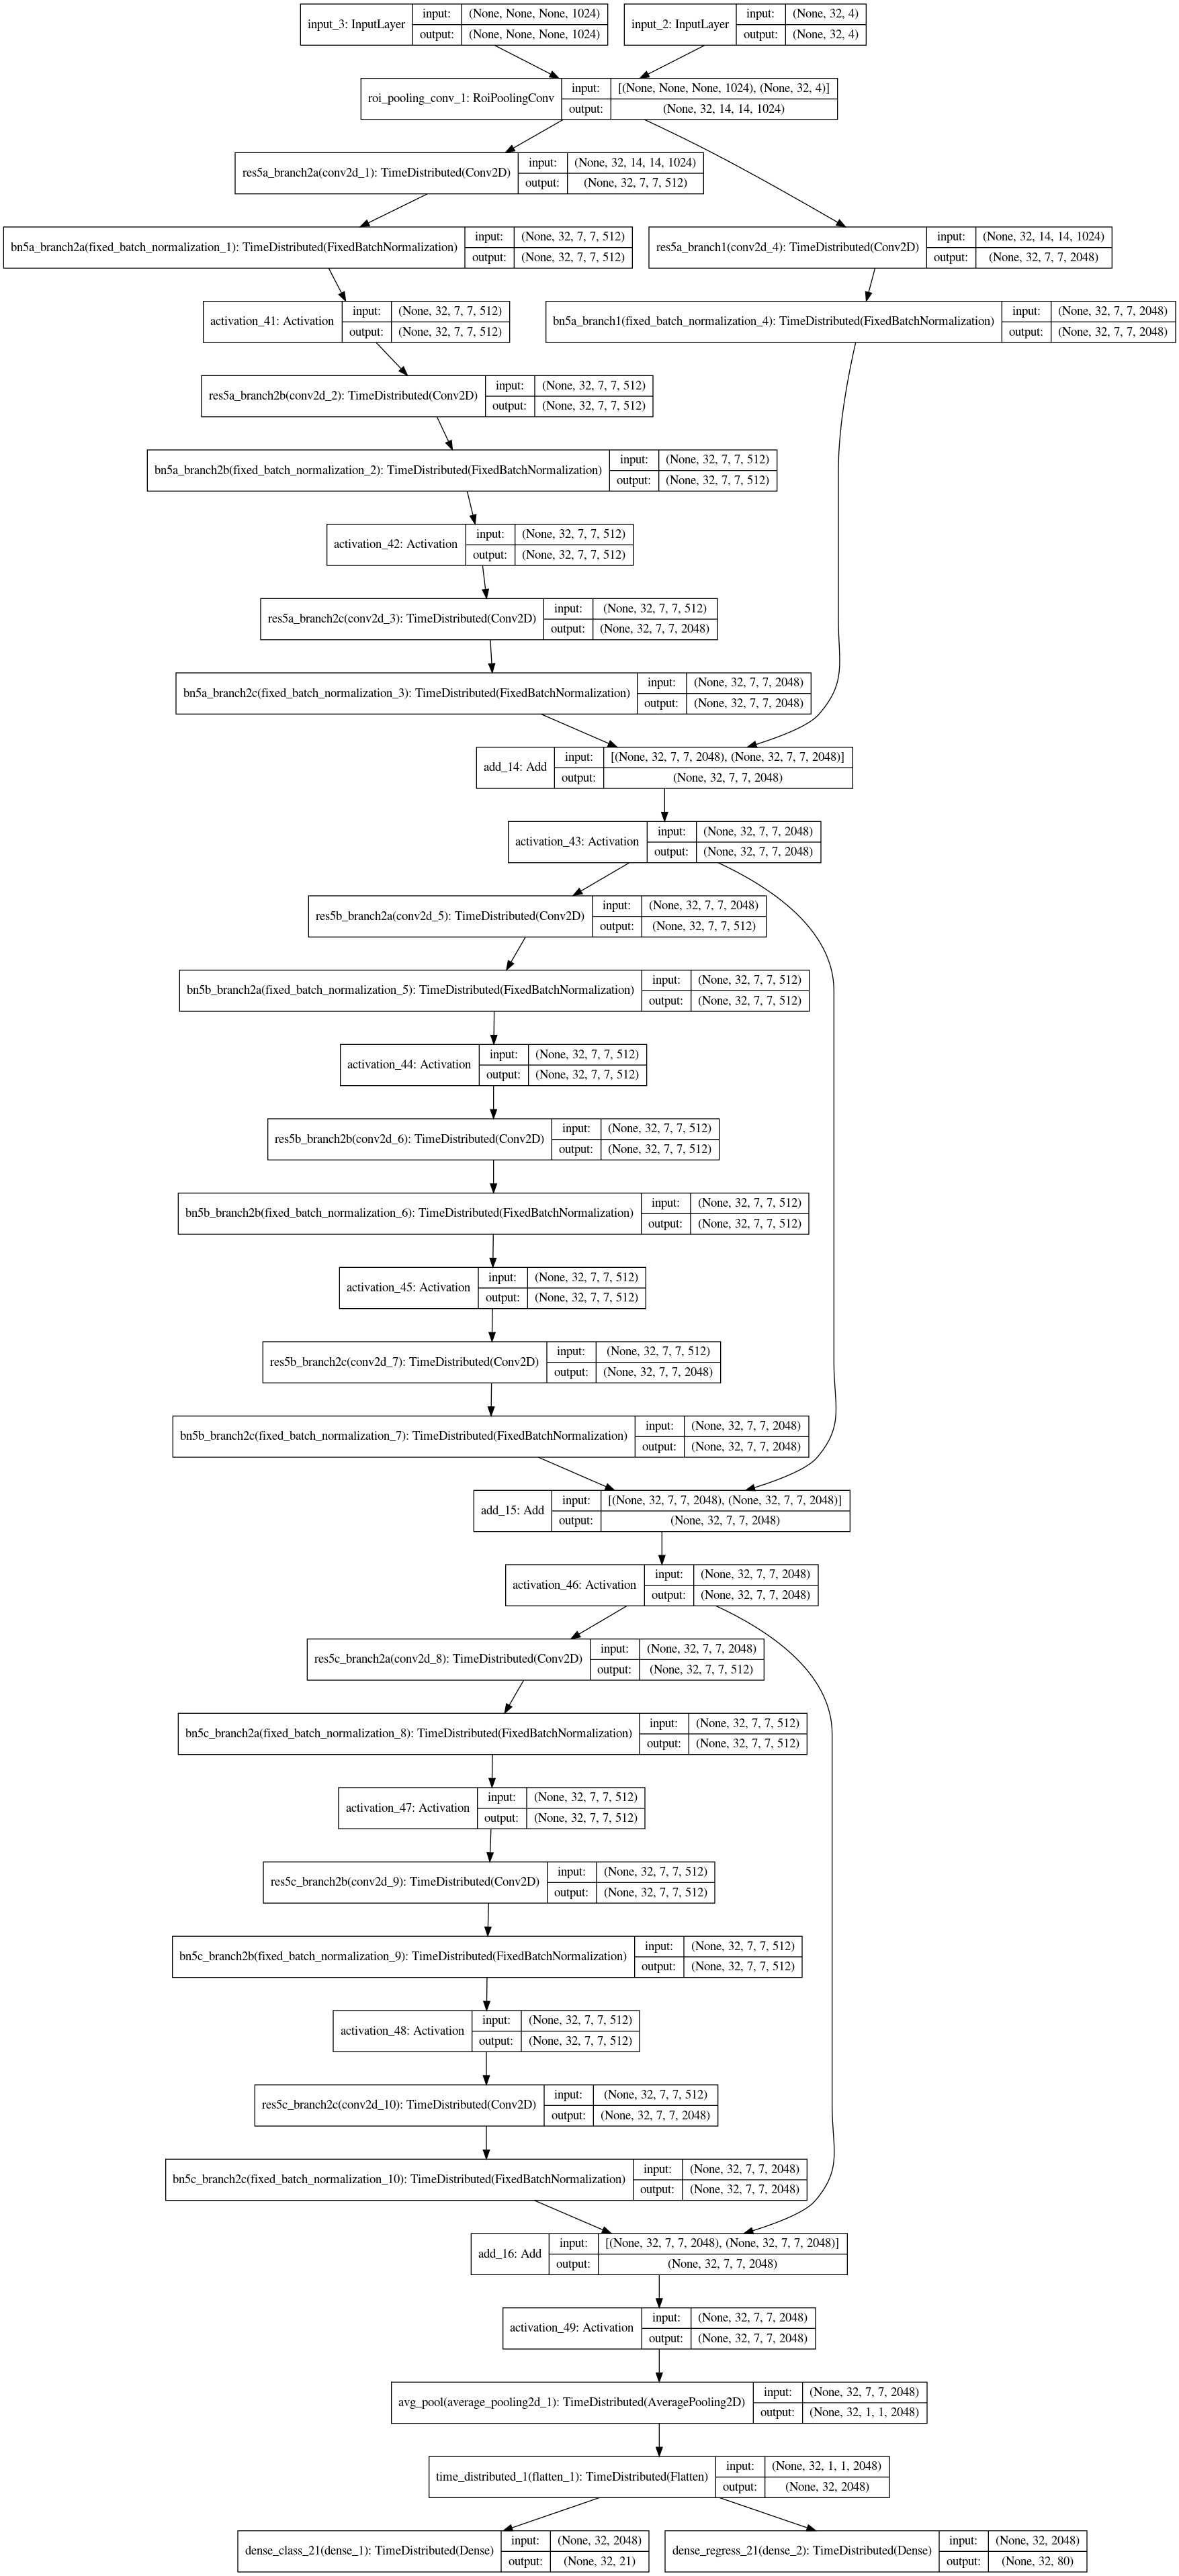 input_3: InputLayer
input: (None, None, None, 1024)
output: (None, None, None, 1024)
input_2: InputLayer
input: (None, 32, 4)
output: (None, 32, 4)
roi_pooling_conv_1: RoiPoolingConv
input: [(None, None, None, 1024), (None, 32, 4)]
output: (None, 32, 14, 14, 1024)
res5a_branch2a(conv2d_1): TimeDistributed(Conv2D)
input: (None, 32, 14, 14, 1024)
output: (None, 32, 7, 7, 512)
bn5a_branch2a(fixed_batch_normalization_1): TimeDistributed(FixedBatchNormalization)
input: (None, 32, 7, 7, 512)
output: (None, 32, 7, 7, 512)
res5a_branch1(conv2d_4): TimeDistributed(Conv2D)
input: (None, 32, 14, 14, 1024)
output: (None, 32, 7, 7, 2048)
activation_41: Activation
input: (None, 32, 7, 7, 512)
output: (None, 32, 7, 7, 512)
bn5a_branch1(fixed_batch_normalization_4): TimeDistributed(FixedBatchNormalization)
input: (None, 32, 7, 7, 2048)
output: (None, 32, 7, 7, 2048)
res5a_branch2b(conv2d_2): TimeDistributed(Conv2D)
input: (None, 32, 7, 7, 512)
output: (None, 32, 7, 7, 512)
bn5a_branch2b(fixed_batch_normalization_2): TimeDistributed(FixedBatchNormalization)
input: (None, 32, 7, 7, 512)
output: (None, 32, 7, 7, 512)
activation_42: Activation
input: (None, 32, 7, 7, 512)
output: (None, 32, 7, 7, 512)
res5a_branch2c(conv2d_3): TimeDistributed(Conv2D)
input: (None, 32, 7, 7, 512)
output: (None, 32, 7, 7, 2048)
bn5a_branch2c(fixed_batch_normalization_3): TimeDistributed(FixedBatchNormalization)
input: (None, 32, 7, 7, 2048)
output: (None, 32, 7, 7, 2048)
add_14: Add
input: [(None, 32, 7, 7, 2048), (None, 32, 7, 7, 2048)]
output: (None, 32, 7, 7, 2048)
activation_43: Activation
input: (None, 32, 7, 7, 2048)
output: (None, 32, 7, 7, 2048)
res5b_branch2a(conv2d_5): TimeDistributed(Conv2D)
input: (None, 32, 7, 7, 2048)
output: (None, 32, 7, 7, 512)
bn5b_branch2a(fixed_batch_normalization_5): TimeDistributed(FixedBatchNormalization)
input: (None, 32, 7, 7, 512)
output: (None, 32, 7, 7, 512)
activation_44: Activation
input: (None, 32, 7, 7, 512)
output: (None, 32, 7, 7, 512)
res5b_branch2b(conv2d_6): TimeDistributed(Conv2D)
input: (None, 32, 7, 7, 512)
output: (None, 32, 7, 7, 512)
bn5b_branch2b(fixed_batch_normalization_6): TimeDistributed(FixedBatchNormalization)
input: (None, 32, 7, 7, 512)
output: (None, 32, 7, 7, 512)
activation_45: Activation
input: (None, 32, 7, 7, 512)
output: (None, 32, 7, 7, 512)
res5b_branch2c(conv2d_7): TimeDistributed(Conv2D)
input: (None, 32, 7, 7, 512)
output: (None, 32, 7, 7, 2048)
bn5b_branch2c(fixed_batch_normalization_7): TimeDistributed(FixedBatchNormalization)
input: (None, 32, 7, 7, 2048)
output: (None, 32, 7, 7, 2048)
add_15: Add
input: [(None, 32, 7, 7, 2048), (None, 32, 7, 7, 2048)]
output: (None, 32, 7, 7, 2048)
activation_46: Activation
input: (None, 32, 7, 7, 2048)
output: (None, 32, 7, 7, 2048)
res5c_branch2a(conv2d_8): TimeDistributed(Conv2D)
input: (None, 32, 7, 7, 2048)
output: (None, 32, 7, 7, 512)
bn5c_branch2a(fixed_batch_normalization_8): TimeDistributed(FixedBatchNormalization)
input: (None, 32, 7, 7, 512)
output: (None, 32, 7, 7, 512)
activation_47: Activation
input: (None, 32, 7, 7, 512)
output: (None, 32, 7, 7, 512)
res5c_branch2b(conv2d_9): TimeDistributed(Conv2D)
input: (None, 32, 7, 7, 512)
output: (None, 32, 7, 7, 512)
bn5c_branch2b(fixed_batch_normalization_9): TimeDistributed(FixedBatchNormalization)
input: (None, 32, 7, 7, 512)
output: (None, 32, 7, 7, 512)
activation_48: Activation
input: (None, 32, 7, 7, 512)
output: (None, 32, 7, 7, 512)
res5c_branch2c(conv2d_10): TimeDistributed(Conv2D)
input: (None, 32, 7, 7, 512)
output: (None, 32, 7, 7, 2048)
bn5c_branch2c(fixed_batch_normalization_10): TimeDistributed(FixedBatchNormalization)
input: (None, 32, 7, 7, 2048)
output: (None, 32, 7, 7, 2048)
add_16: Add
input: [(None, 32, 7, 7, 2048), (None, 32, 7, 7, 2048)]
output: (None, 32, 7, 7, 2048)
activation_49: Activation
input: (None, 32, 7, 7, 2048)
output: (None, 32, 7, 7, 2048)
avg_pool(average_pooling2d_1): TimeDistributed(AveragePooling2D)
input: (None, 32, 7, 7, 2048)
output: (None, 32, 1, 1, 2048)
time_distributed_1(flatten_1): TimeDistributed(Flatten)
input: (None, 32, 1, 1, 2048)
output: (None, 32, 2048)
dense_class_21(dense_1): TimeDistributed(Dense)
input: (None, 32, 2048)
output: (None, 32, 21)
dense_regress_21(dense_2): TimeDistributed(Dense)
input: (None, 32, 2048)
output: (None, 32, 80)